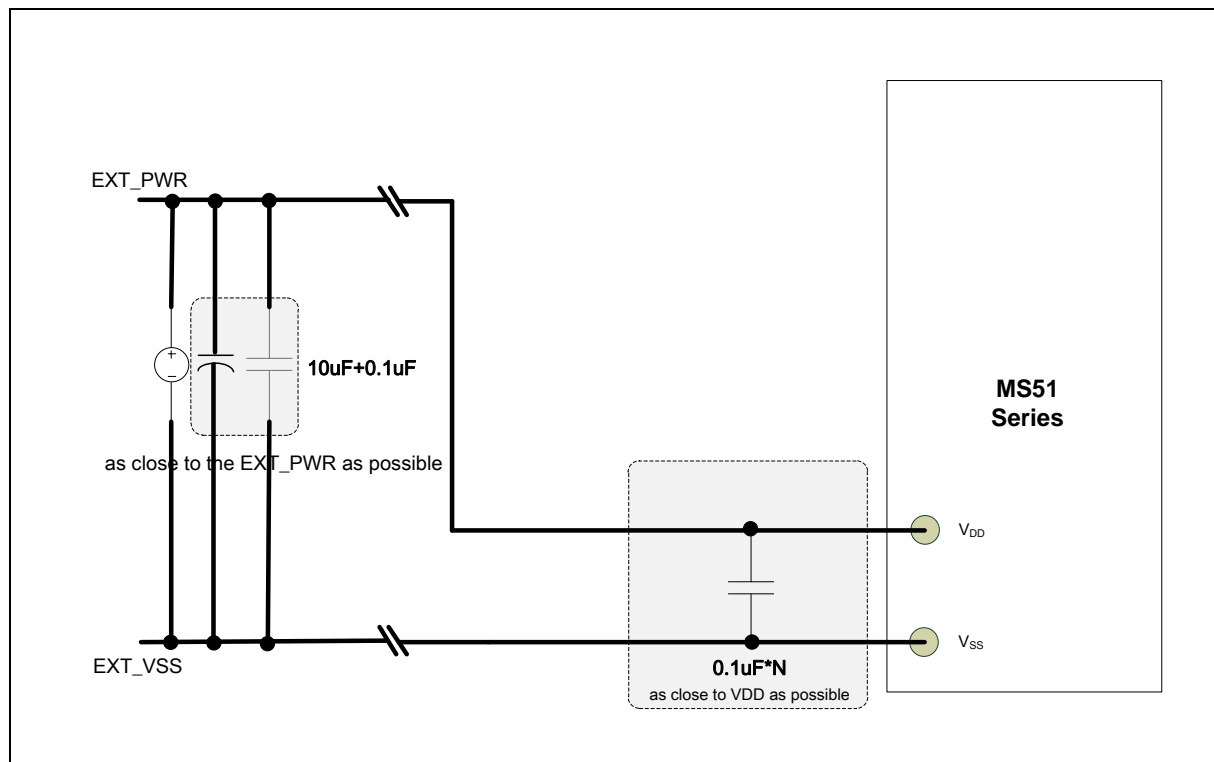 EXT_PWR
+
−
10uF+0.1uF
as close to the EXT_PWR as possible
MS51
Series
VDD
VSS
EXT_VSS
0.1uF*N
as close to VDD as possible